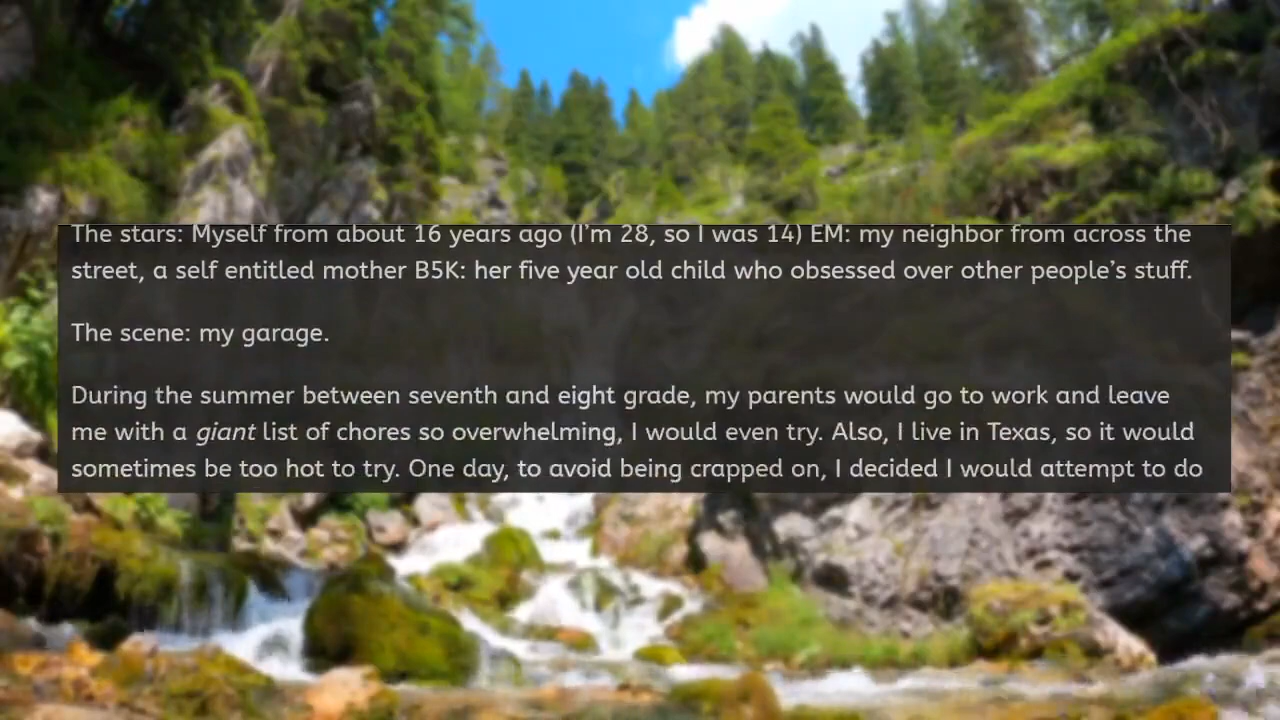 The stars: Myself from about 16 years ago (I’m 28, so I was 14) EM: my neighbor from across the
street, a self entitled mother B5K: her five year old child who obsessed over other people’s stuff.
The scene: my garage.
During the summer between seventh and eight grade, my parents would go to work and leave
me with a giant list of chores so overwhelming, I would even try. Also, I live in Texas, so it would
sometimes be too hot to try. One day, to avoid being crapped on, I decided I would attempt to do